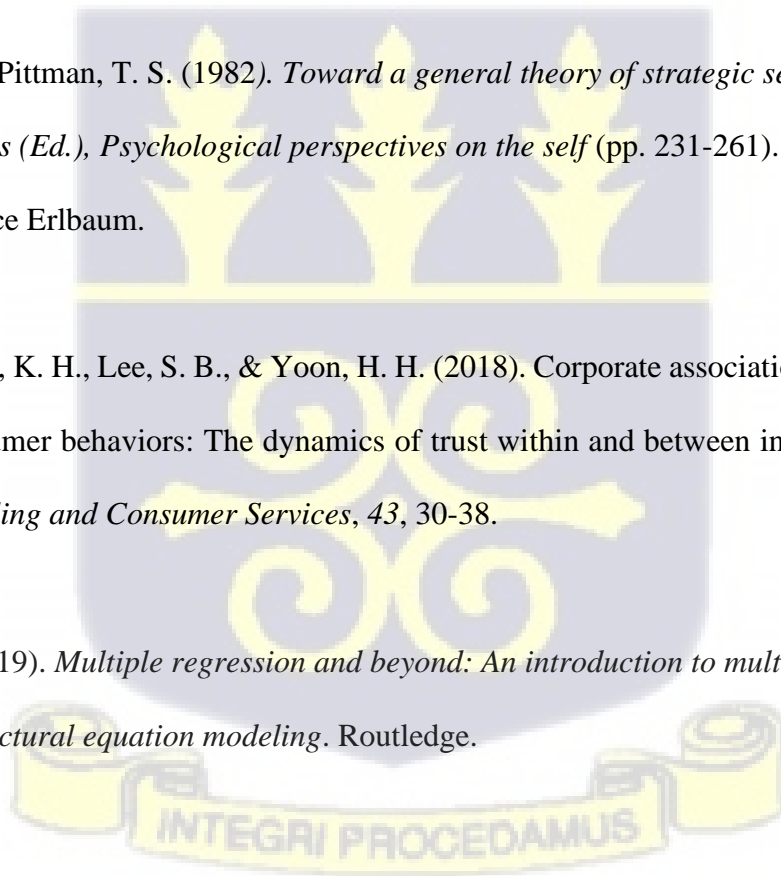 Pittman, T. S. (1982). Toward a general theory of strategic se
s (Ed.), Psychological perspectives on the self (pp. 231-261).
ce Erlbaum.
, K. H., Lee, S. B., & Yoon, H. H. (2018). Corporate associatio
umer behaviors: The dynamics of trust within and between in
ling and Consumer Services, 43, 30-38.
19). Multiple regression and beyond: An introduction to mult
ctural equation modeling. Routledge.
INTEGRI PROCEDAMUS